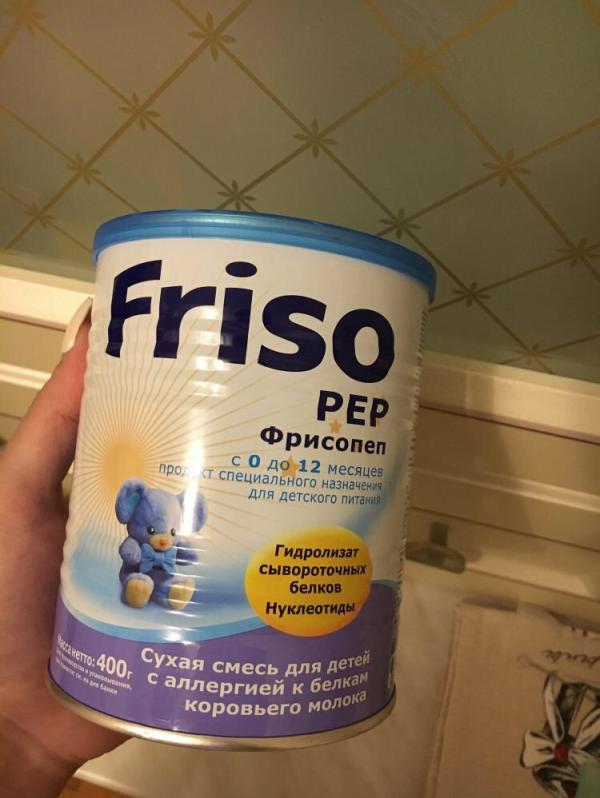 Friso
PEP
Фрисопеп
с 0 до 12 месяцев
продукт специального назначения
для детского питания
Гидролизат
сывороточных
белков
Нуклеотиды
Масса нетто: 400г
Сухая смесь для детей
с аллергией к белкам
коровьего молока